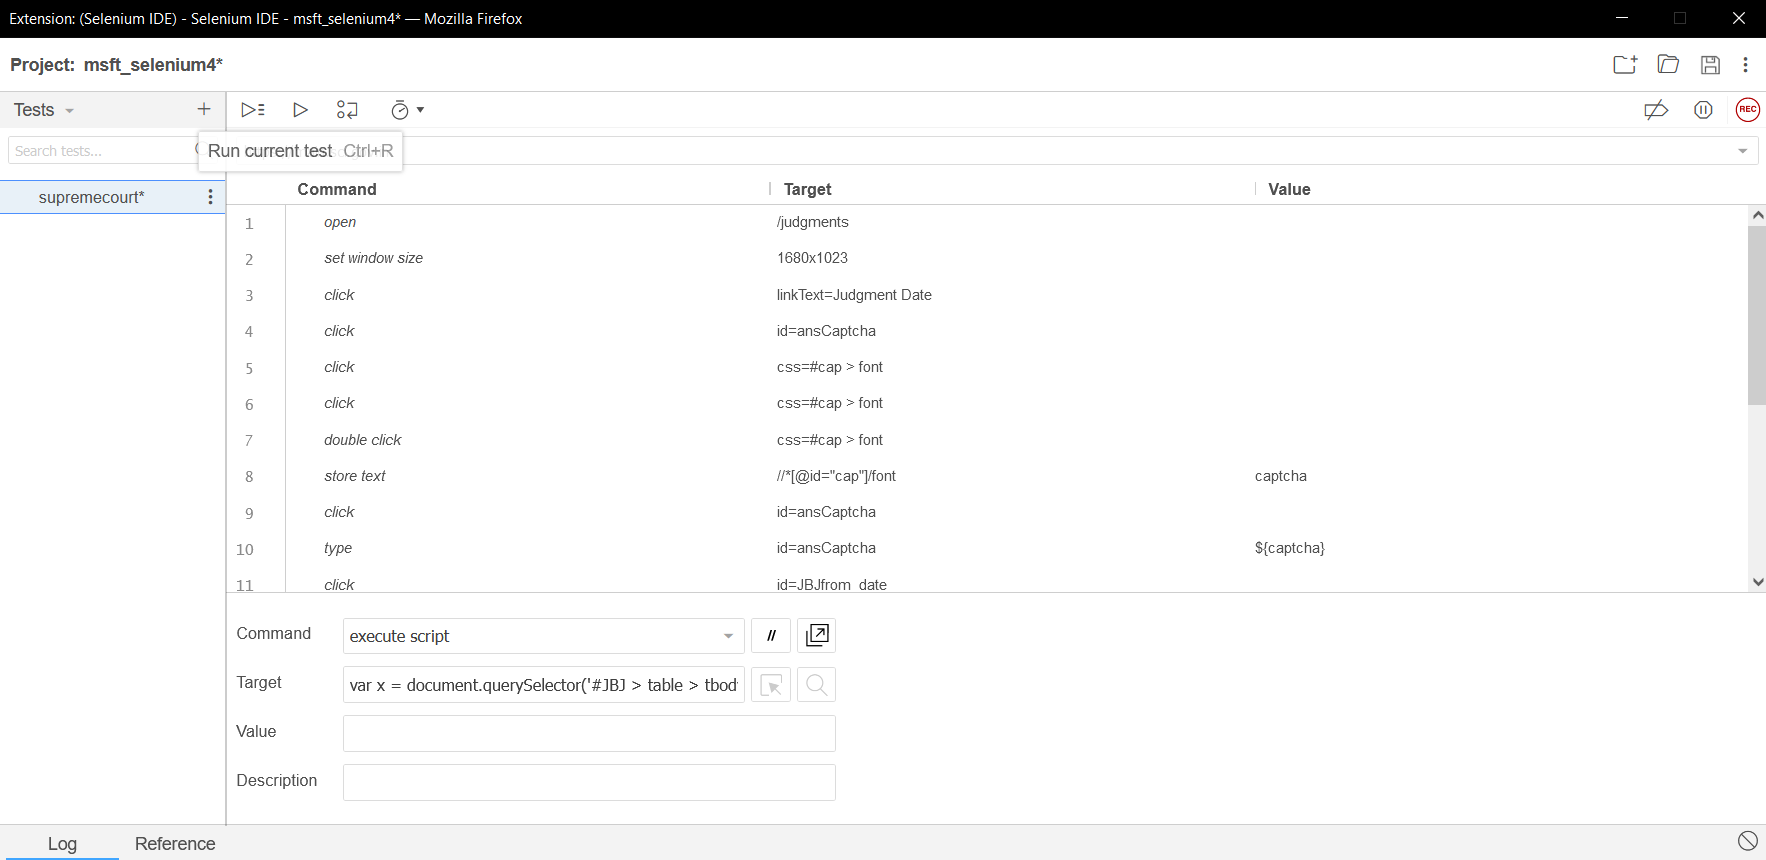 Extension: (Selenium IDE) - Selenium IDE - msft_selenium4* — Mozilla Firefox
Project: msft_selenium4*
Tests
REC
Search tests...
Run current test Ctrl+R
supremecourt*
Command Target Value
1 open /judgments
2 set window size 1680x1023
3 click linkText=Judgment Date
4 click id=ansCaptcha
5 click css=#cap > font
6 click css=#cap > font
7 double click css=#cap > font
8 store text //*[@id="cap"]/font captcha
9 click id=ansCaptcha
10 type id=ansCaptcha ${captcha}
11 click id=JBJfrom_date
Command execute script //
Target var x = document.querySelector('#JBJ > table > tbod
Value
Description
Log Reference